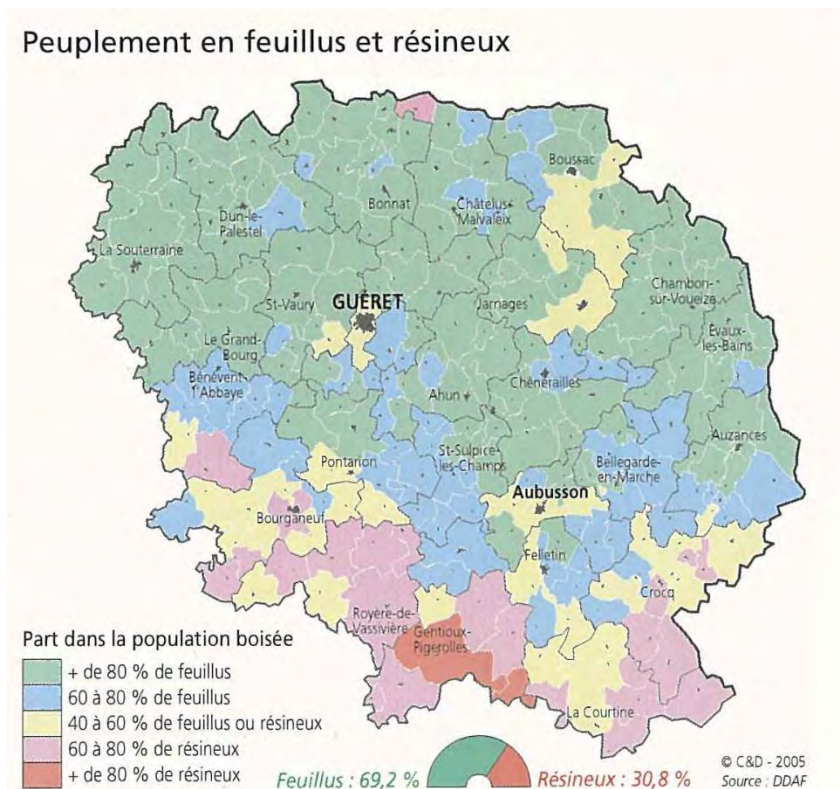 Peuplement en feuillus et résineux
Boussac
Dun-le-
Palestel
Bonnat
Châtelus-
Malvaleix
La Souterraine
St-Vaury
GUÉRET
Jarnages
Chambon-
sur-Voueize
Le Grand-
Bourg
Évaux-
les-Bains
Bénévent-
l'Abbaye
Ahun
Chénérailles
Pontarion
St-Sulpice-
les-Champs
Bellegarde-
en-Marche
Auzances
Aubusson
Bourganeuf
Felletin
Crocq
Royère-de-
Vassivière
Gentioux-
Pigerolles
La Courtine
Part dans la population boisée
+ de 80 % de feuillus
60 à 80 % de feuillus
40 à 60 % de feuillus ou résineux
60 à 80 % de résineux
+ de 80 % de résineux
Feuillus : 69,2 %
Résineux : 30,8 %
© C&D - 2005
Source : DDAF